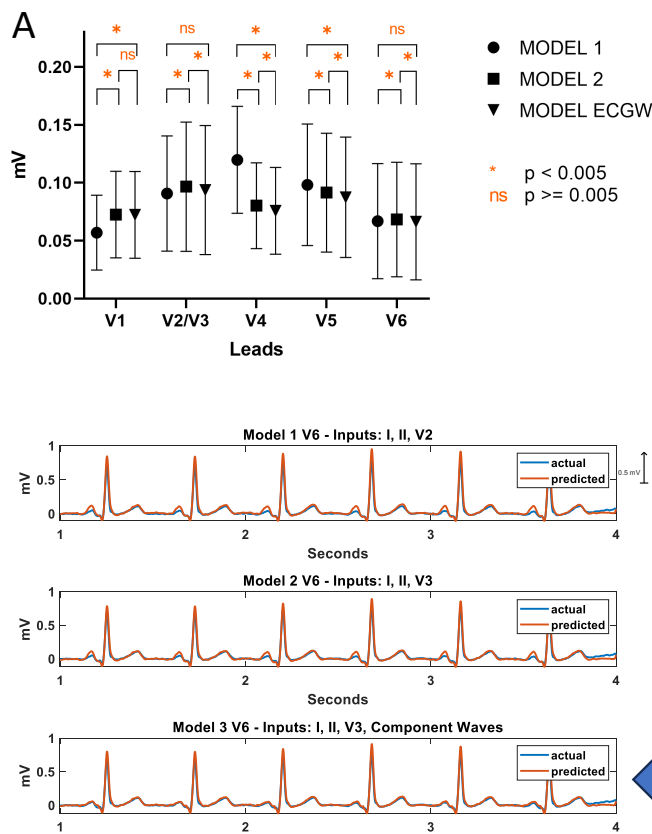 A
* ns * * ns
ns * * * *
* * * * *
0.20
0.15
0.10
0.05
0.00
mV
V1 V2/V3 V4 V5 V6
Leads
MODEL 1
MODEL 2
MODEL ECGW
* p < 0.005
ns p >= 0.005
Model 1 V6 - Inputs: I, II, V2
1
0.5
0
mV
actual
predicted
0.5 mV
1 2 3 4
Seconds
Model 2 V6 - Inputs: I, II, V3
1
0.5
0
mV
actual
predicted
1 2 3 4
Seconds
Model 3 V6 - Inputs: I, II, V3, Component Waves
1
0.5
0
mV
actual
predicted
1 2 3 4